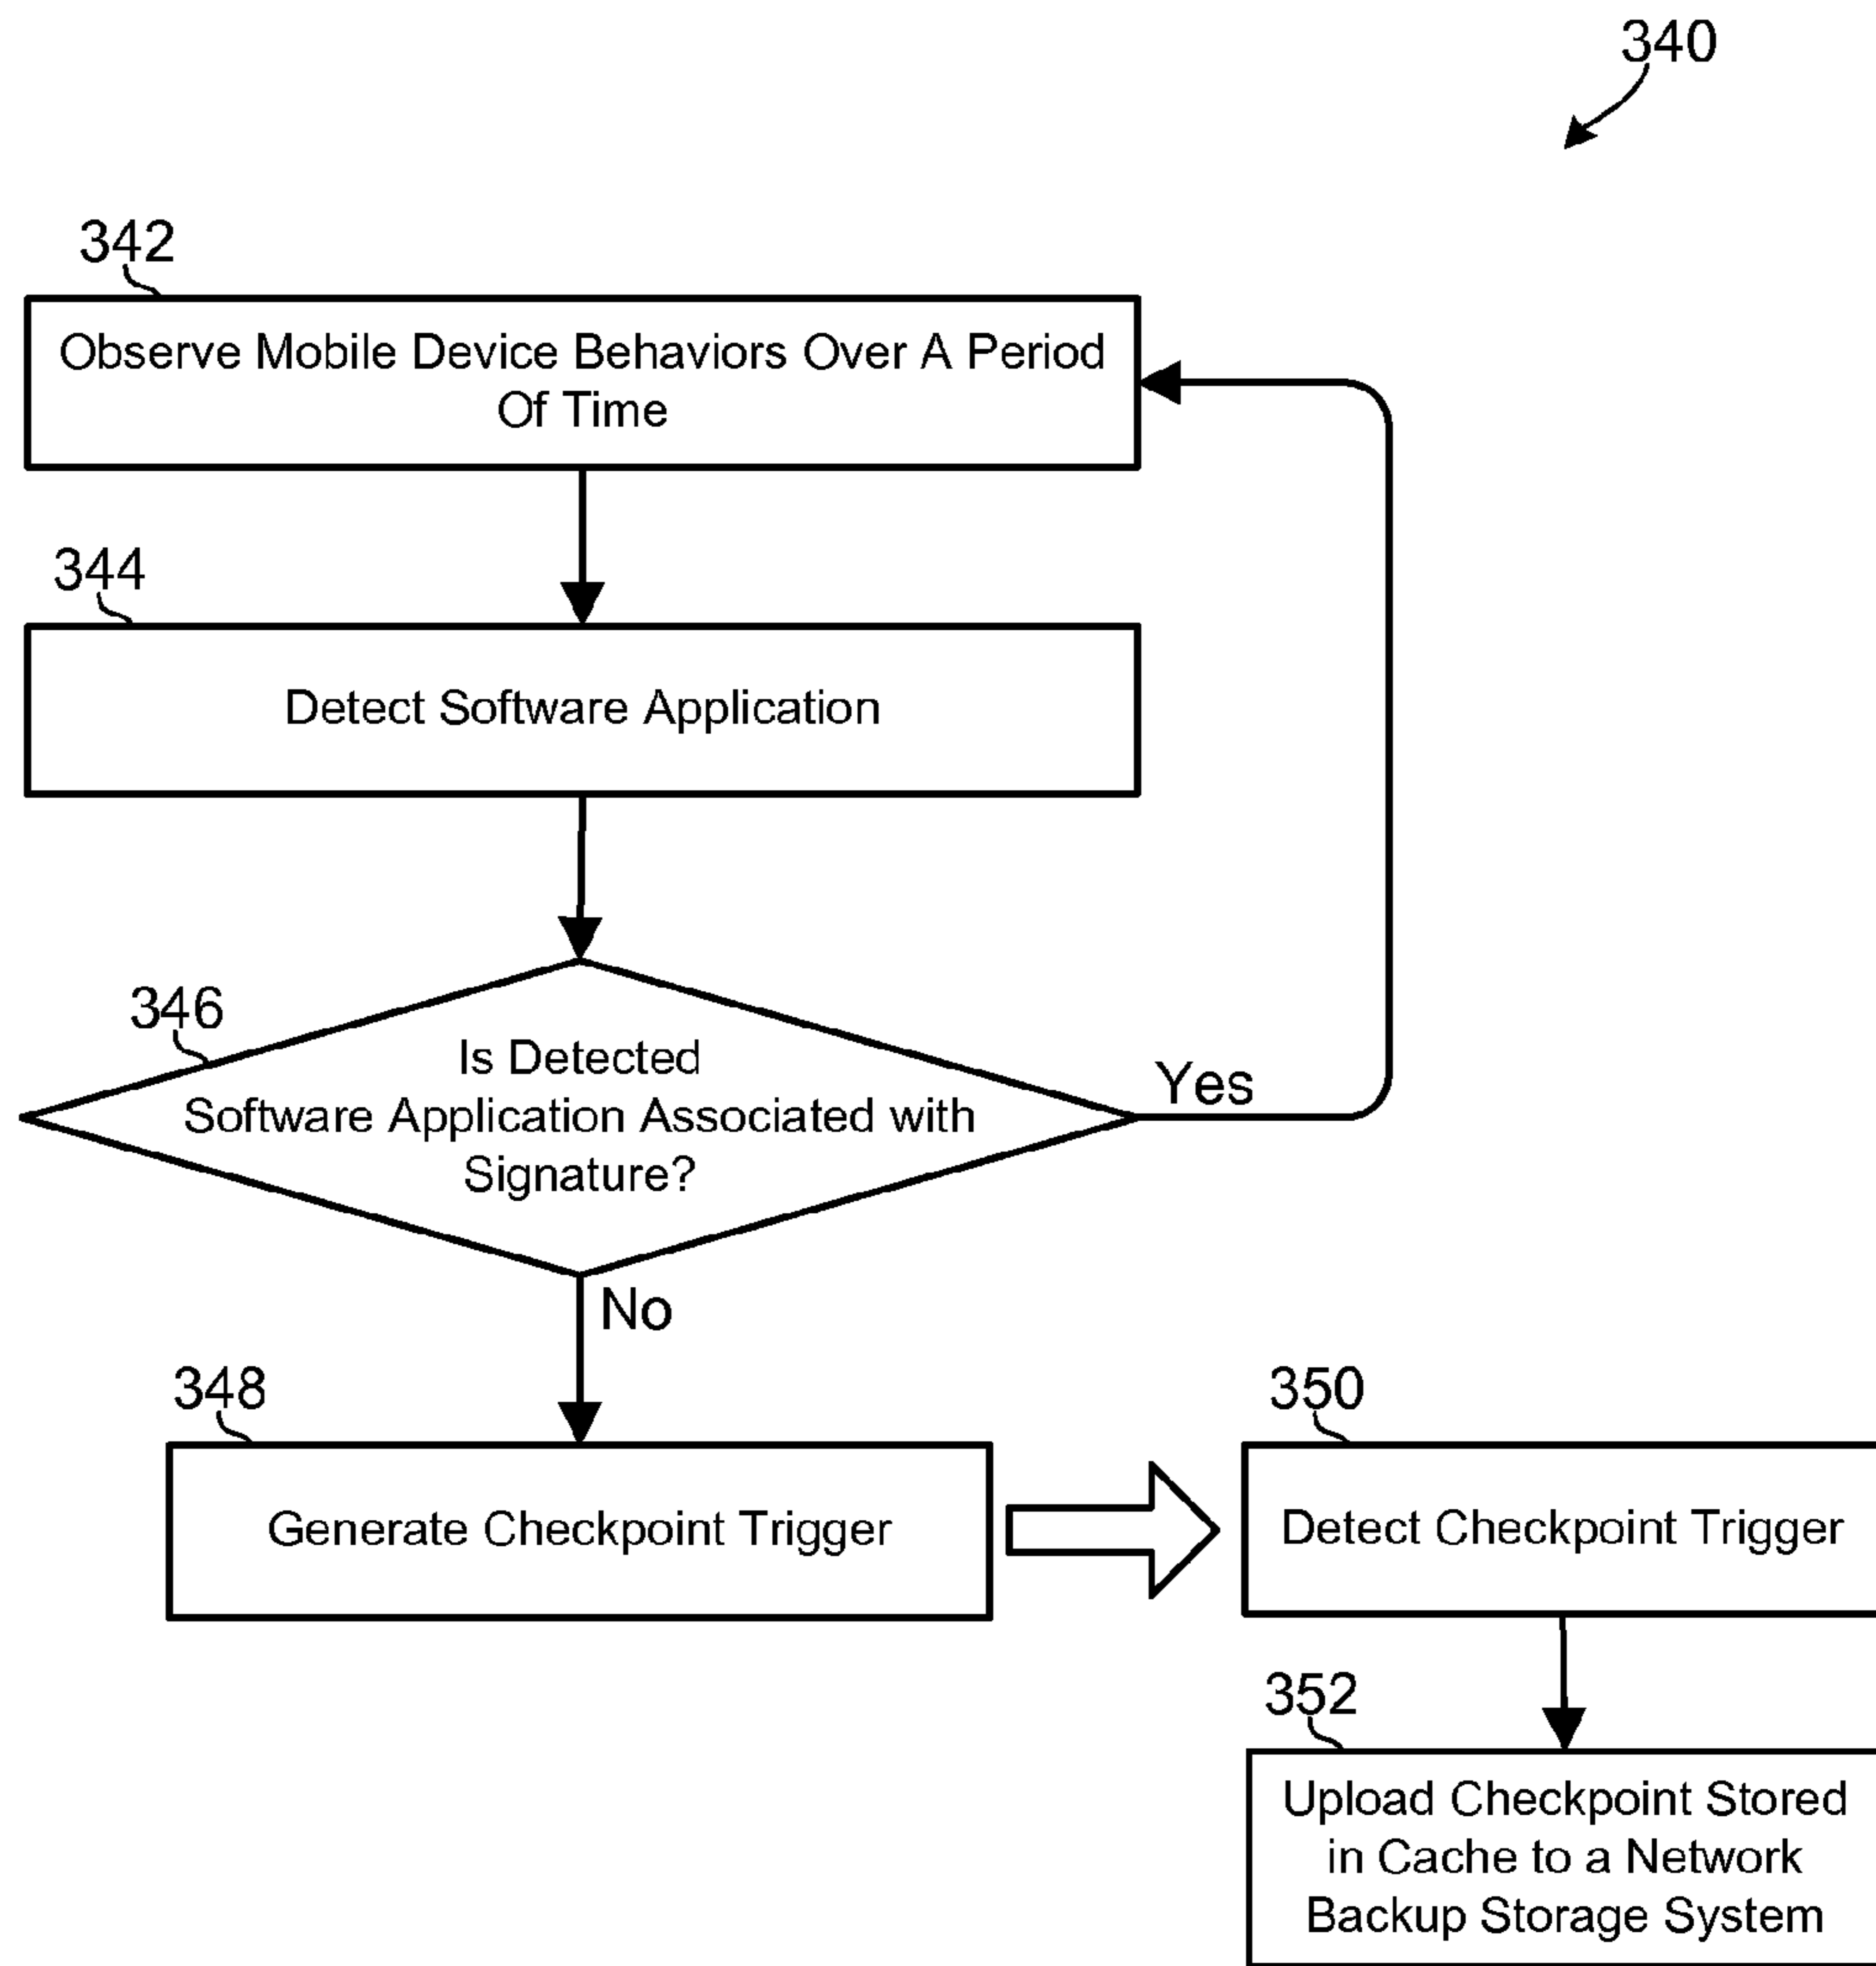 340
342
Observe Mobile Device Behaviors Over A Period
Of Time
344
Detect Software Application
346
Is Detected
Software Application Associated with
Signature?
Yes
No
348
Generate Checkpoint Trigger
350
Detect Checkpoint Trigger
352
Upload Checkpoint Stored
in Cache to a Network
Backup Storage System